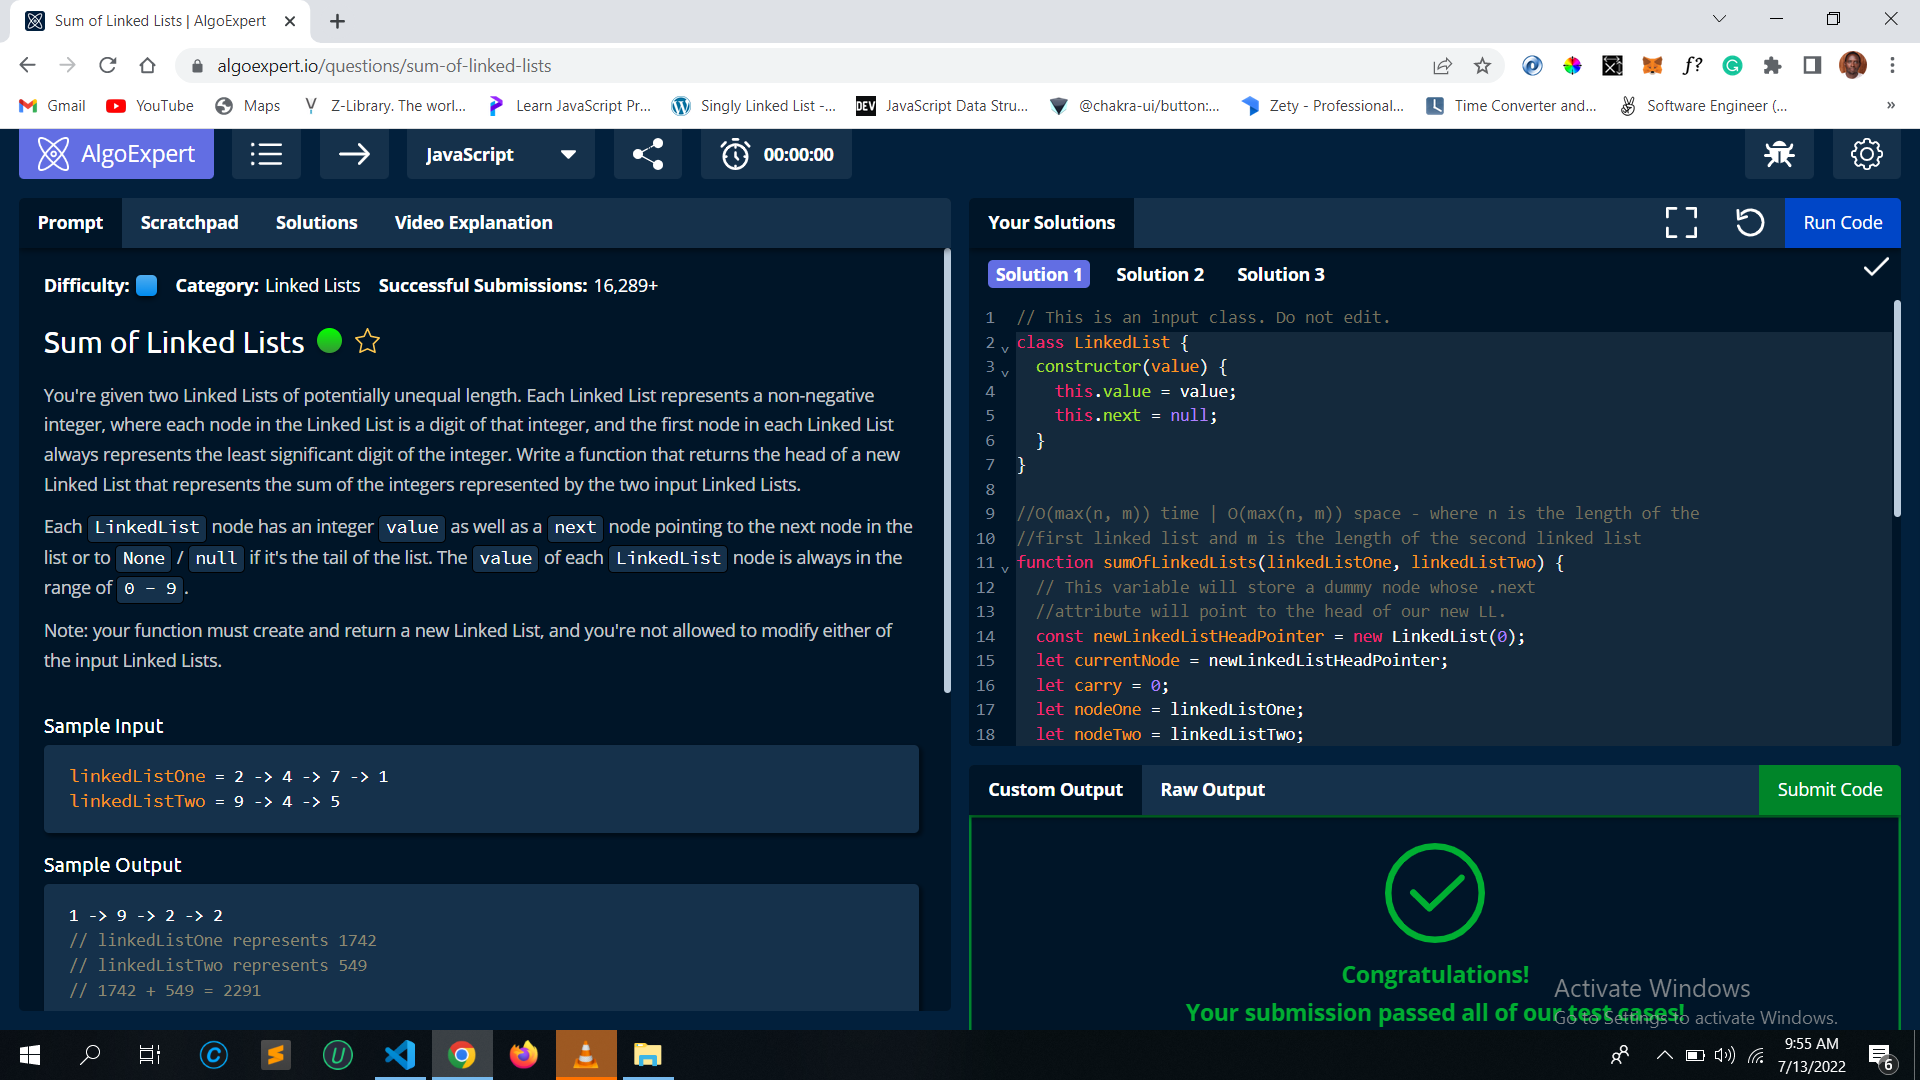 Sum of Linked Lists | AlgoExpert
algoexpert.io/questions/sum-of-linked-lists
f?
Gmail YouTube Maps Z-Library. The worl... Learn JavaScript Pr... Singly Linked List -... DEV JavaScript Data Stru... @chakra-ui/button:... Zety - Professional... Time Converter and... Software Engineer (... »
AlgoExpert JavaScript 00:00:00
Prompt Scratchpad Solutions Video Explanation
Difficulty: Category: Linked Lists Successful Submissions: 16,289+
Sum of Linked Lists
You're given two Linked Lists of potentially unequal length. Each Linked List represents a non-negative
integer, where each node in the Linked List is a digit of that integer, and the first node in each Linked List
always represents the least significant digit of the integer. Write a function that returns the head of a new
Linked List that represents the sum of the integers represented by the two input Linked Lists.
Each LinkedList node has an integer value as well as a next node pointing to the next node in the
list or to None / null if it's the tail of the list. The value of each LinkedList node is always in the
range of 0 - 9.
Note: your function must create and return a new Linked List, and you're not allowed to modify either of
the input Linked Lists.
Sample Input
linkedListOne = 2 -> 4 -> 7 -> 1
linkedListTwo = 9 -> 4 -> 5
Sample Output
1 -> 9 -> 2 -> 2
// linkedListOne represents 1742
// linkedListTwo represents 549
// 1742 + 549 = 2291
Your Solutions Run Code
Solution 1 Solution 2 Solution 3
1 // This is an input class. Do not edit.
2 class LinkedList {
3 constructor(value) {
4 this.value = value;
5 this.next = null;
6 }
7 }
8
9 //O(max(n, m)) time | O(max(n, m)) space - where n is the length of the
10 //first linked list and m is the length of the second linked list
11 function sumOfLinkedLists(linkedListOne, linkedListTwo) {
12 // This variable will store a dummy node whose .next
13 //attribute will point to the head of our new LL.
14 const newLinkedListHeadPointer = new LinkedList(0);
15 let currentNode = newLinkedListHeadPointer;
16 let carry = 0;
17 let nodeOne = linkedListOne;
18 let nodeTwo = linkedListTwo;
Custom Output Raw Output Submit Code
Congratulations!
Your submission passed all of our test cases!
Activate Windows
Go to Settings to activate Windows.
9:55 AM
7/13/2022
6